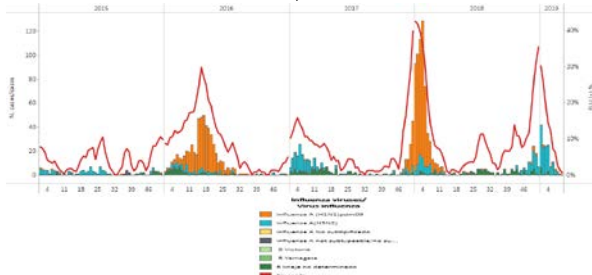 2015 2016 2017 2018 2019
N. cases/casos
120 100 80 60 40 20 0
40% 30% 20% 10% 0%
4 11 18 25 32 39 46 4 11 18 25 32 39 46 4 11 18 25 32 39 46 4 11 18 25 32 39 46 4
Influenza viruses/
Virus influenza
Influenza A (H1N1)pdm09
Influenza A(H3N2)
Influenza A No subtipificado
Influenza A
B Victoria
B Yamagata
B linaje no determinado